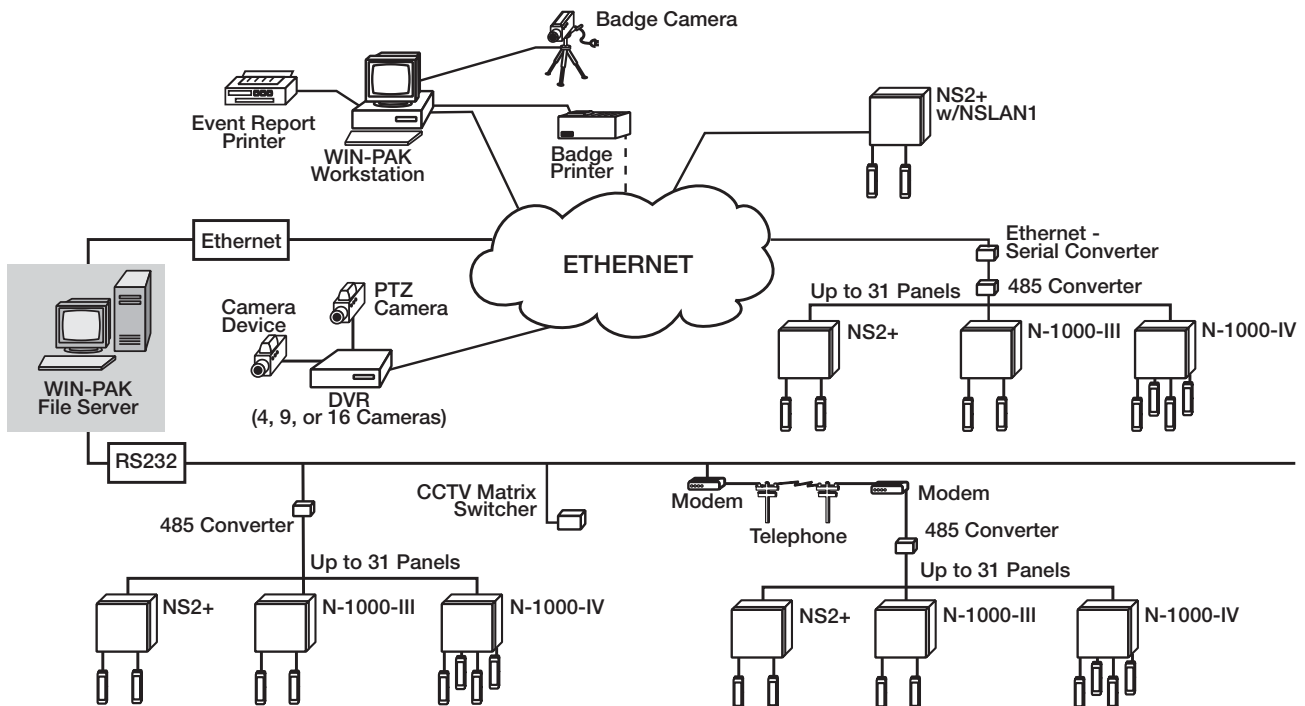 Badge Camera
Event Report
Printer
WIN-PAK
Workstation
Badge
Printer
NS2+
w/NSLAN1
Ethernet
ETHERNET
Ethernet -
Serial Converter
485 Converter
Up to 31 Panels
NS2+
N-1000-III
N-1000-IV
Camera
Device
PTZ
Camera
DVR
(4, 9, or 16 Cameras)
WIN-PAK
File Server
RS232
485 Converter
CCTV Matrix
Switcher
Modem
Telephone
Modem
485 Converter
Up to 31 Panels
NS2+
N-1000-III
N-1000-IV
Up to 31 Panels
NS2+
N-1000-III
N-1000-IV